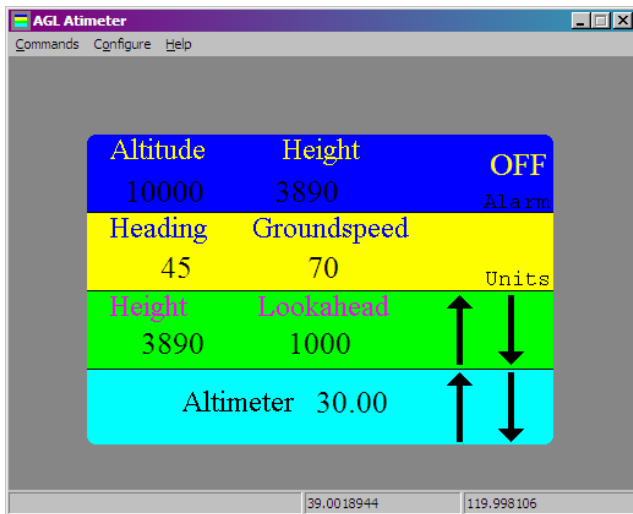 AGL Atimeter
Commands Configure Help
Altitude Height OFF
10000 3890 Alarm
Heading Groundspeed
45 70 Units
Height Lookahead
3890 1000
Altimeter 30.00
39.0018944 119.998106